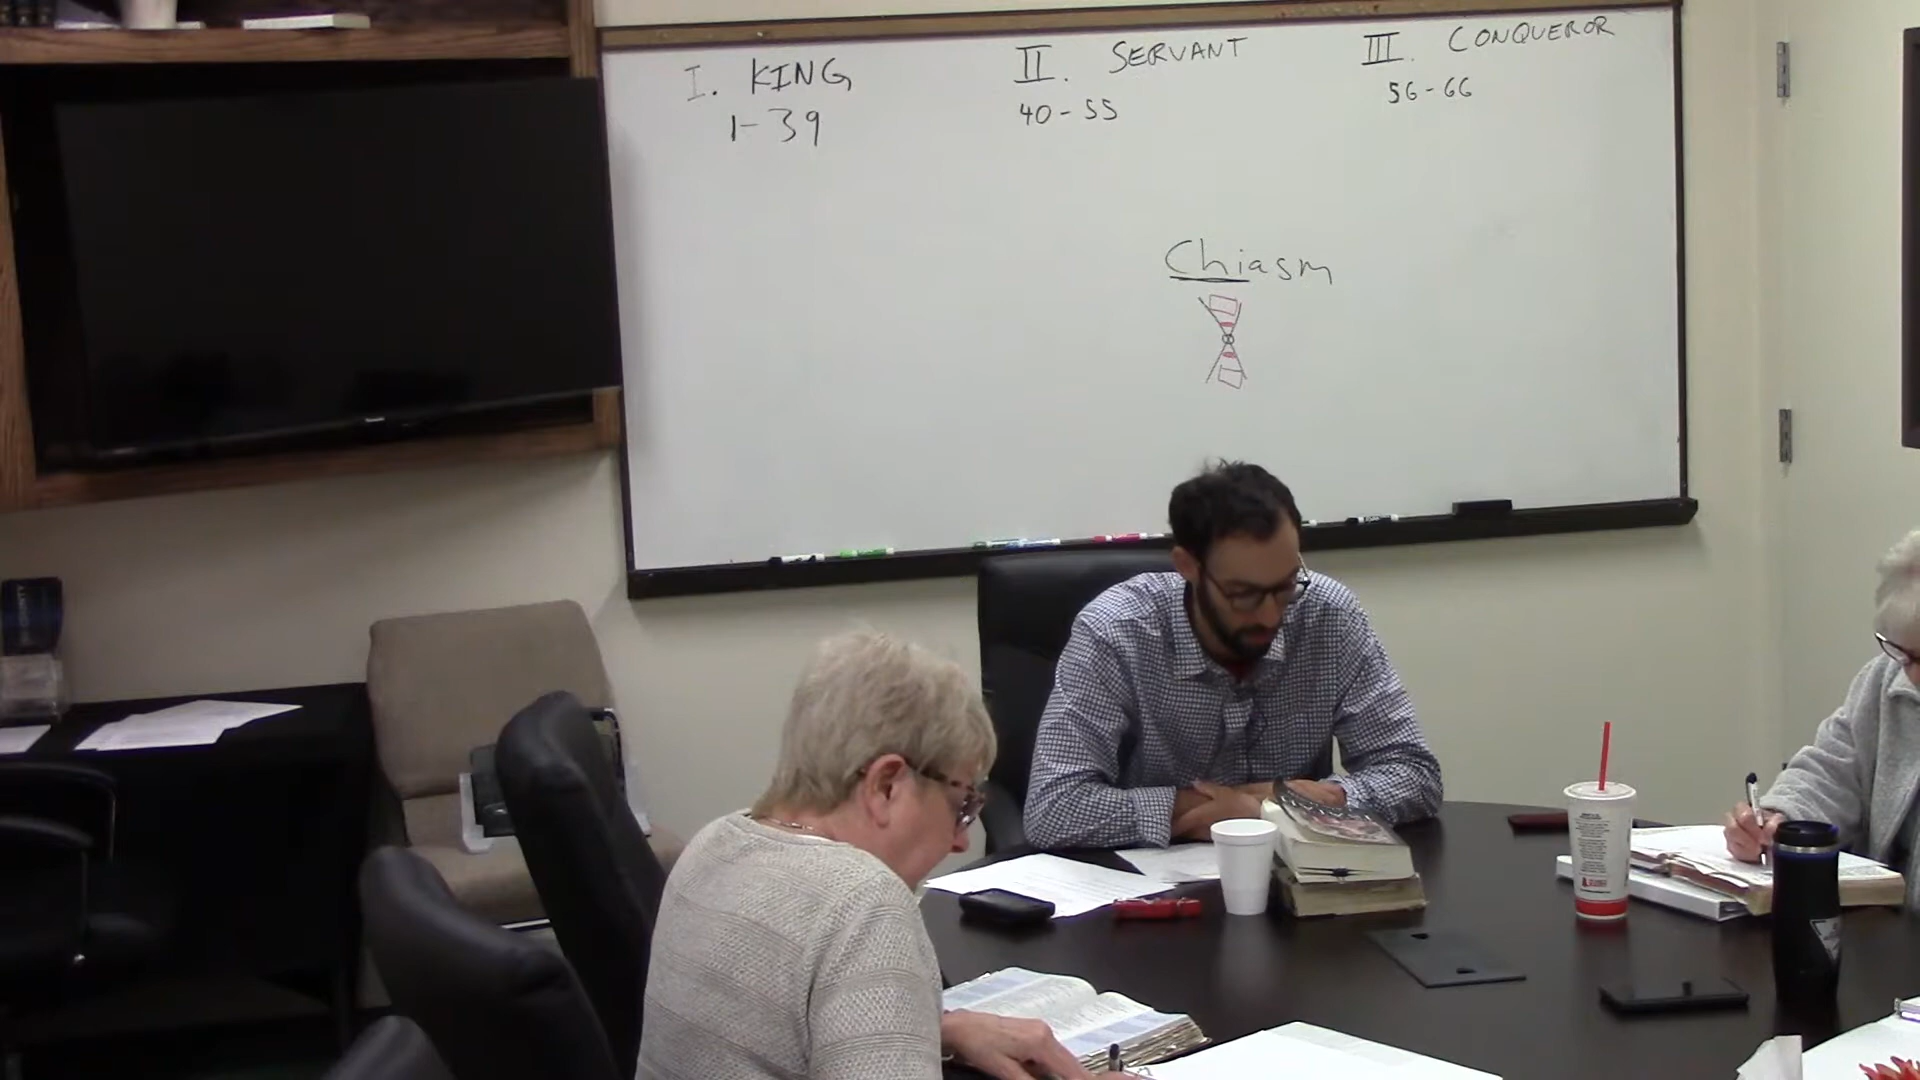 I. KING
1-39
II. SERVANT
40-55
III. CONQUEROR
56-66
Chiasm